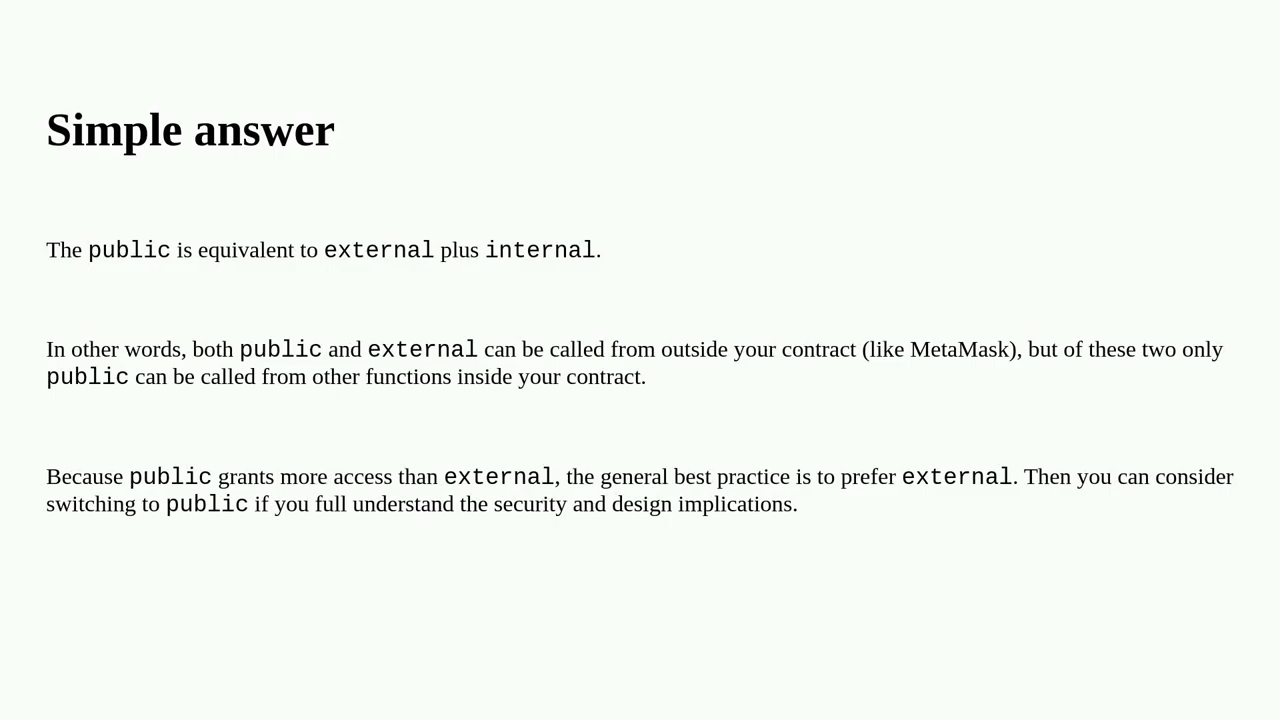 Simple answer
The public is equivalent to external plus internal.
In other words, both public and external can be called from outside your contract (like MetaMask), but of these two only
public can be called from other functions inside your contract.
Because public grants more access than external, the general best practice is to prefer external. Then you can consider
switching to public if you full understand the security and design implications.